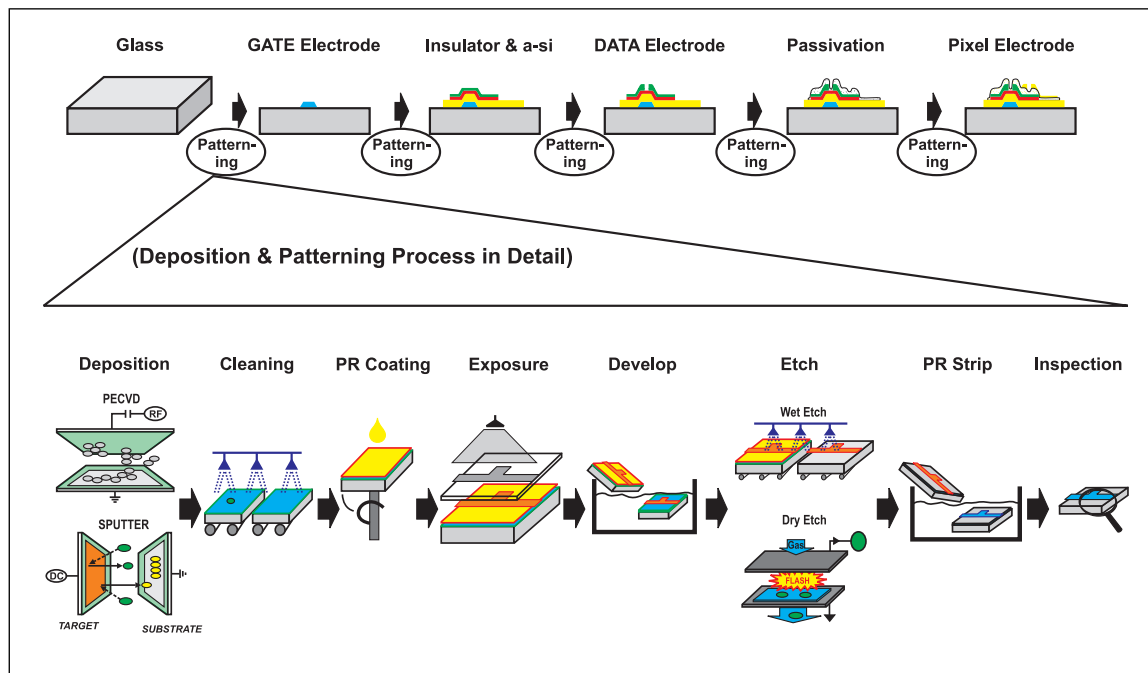 Glass
GATE Electrode
Insulator & a-si
DATA Electrode
Passivation
Pixel Electrode
Pattern-
ing
Pattern-
ing
Pattern-
ing
Pattern-
ing
Pattern-
ing
(Deposition & Patterning Process in Detail)
Deposition
Cleaning
PR Coating
Exposure
Develop
Etch
PR Strip
Inspection
PECVD
RF
SPUTTER
DC
TARGET
SUBSTRATE
Wet Etch
Dry Etch
Gas
FLASH